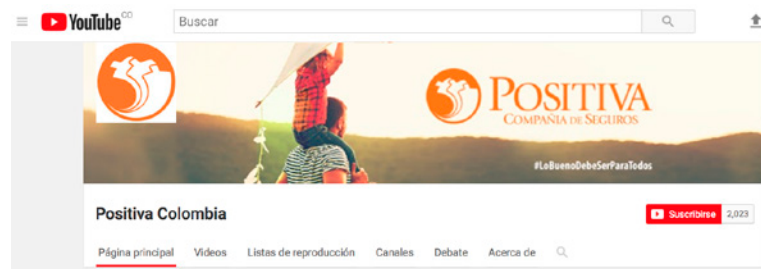 YouTube CO
Buscar
POSITIVA
COMPAÑIA DE SEGUROS
#LoBuenoDebeSerParaTodos
Positiva Colombia
Suscribirse 2,023
Página principal Videos Listas de reproducción Canales Debate Acerca de